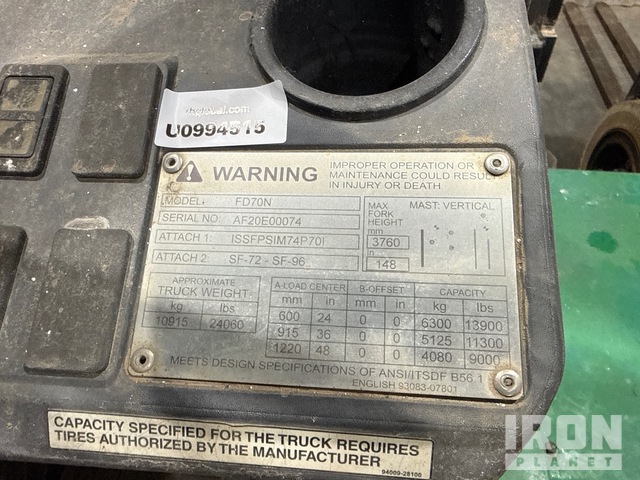 rbglobal.com
U0994515
WARNING
IMPROPER OPERATION OR
MAINTENANCE COULD RESULT
IN INJURY OR DEATH
MODEL: FD70N
SERIAL NO: AF20E00074
ATTACH 1: ISSFPSIM74P70I
ATTACH 2: SF-72 - SF-96
MAX
FORK
HEIGHT
mm
3760
in
148
MAST: VERTICAL
APPROXIMATE
TRUCK WEIGHT
kg lbs
10915 24060
A-LOAD CENTER B-OFFSET CAPACITY
mm in mm in kg lbs
600 24 0 0 6300 13900
915 36 0 0 5125 11300
1220 48 0 0 4080 9000
MEETS DESIGN SPECIFICATIONS OF ANSI/ITSDF B56.1
ENGLISH 93083-07801
CAPACITY SPECIFIED FOR THE TRUCK REQUIRES
TIRES AUTHORIZED BY THE MANUFACTURER
94009-28100
IRON
PLANET